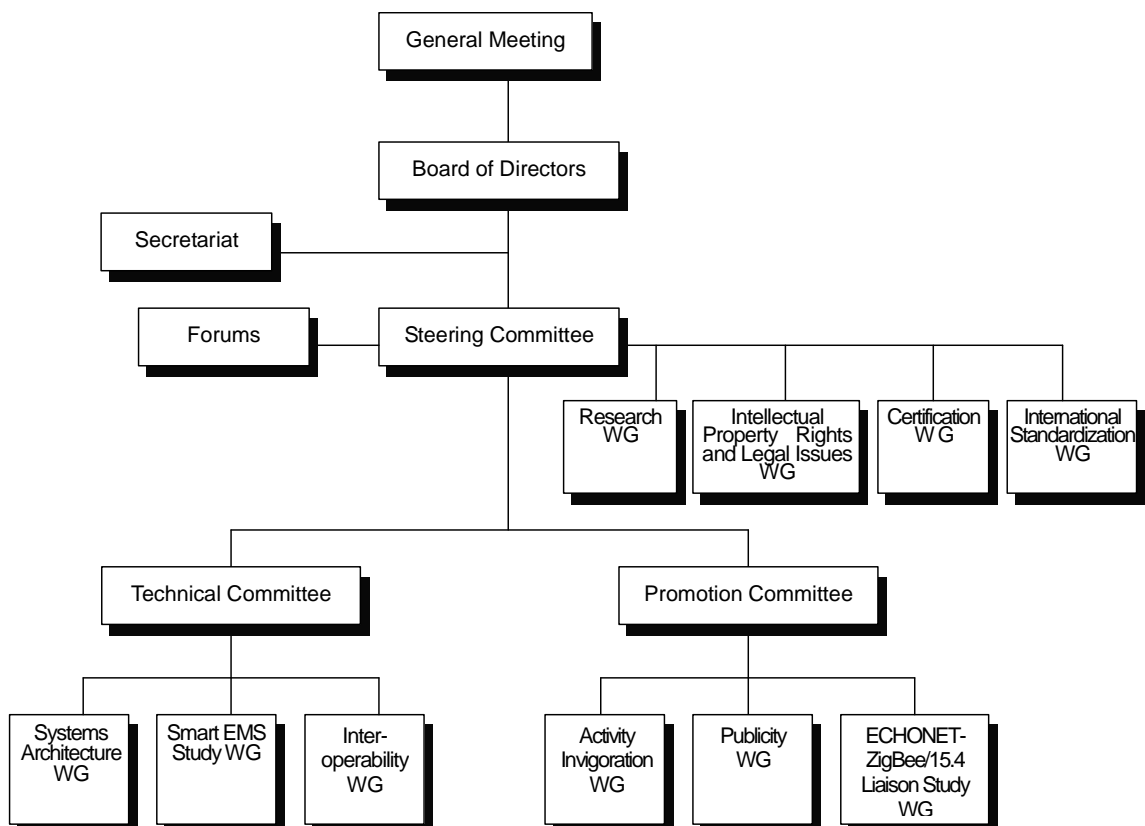 General Meeting
Board of Directors
Secretariat
Forums
Steering Committee
Research
WG
Intellectual
Property Rights
and Legal Issues
WG
Certification
W G
International
Standardization
WG
Technical Committee
Promotion Committee
Systems
Architecture
WG
Smart EMS
Study WG
Inter-
operability
WG
Activity
Invigoration
WG
Publicity
WG
ECHONET-
ZigBee/15.4
Liaison Study
WG